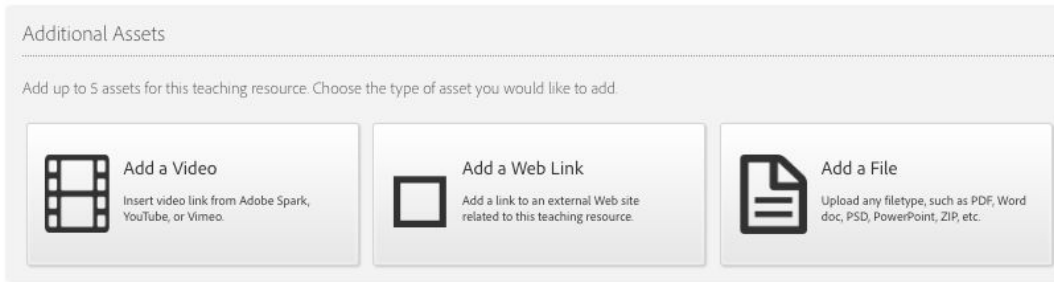 Additional Assets
Add up to 5 assets for this teaching resource. Choose the type of asset you would like to add.
Add a Video
Insert video link from Adobe Spark,
YouTube, or Vimeo.
Add a Web Link
Add a link to an external Web site
related to this teaching resource.
Add a File
Upload any filetype, such as PDF, Word
doc, PSD, PowerPoint, ZIP, etc.